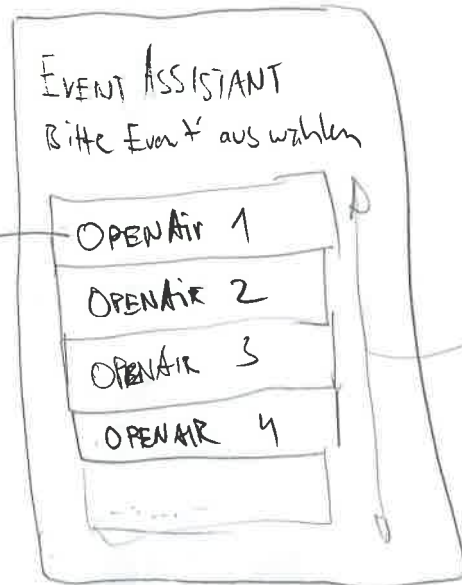 EVENT ASSISTANT
Bitte Event auswählen
OPENAir 1
OPENAIR 2
OPENAIR 3
OPENAIR 4